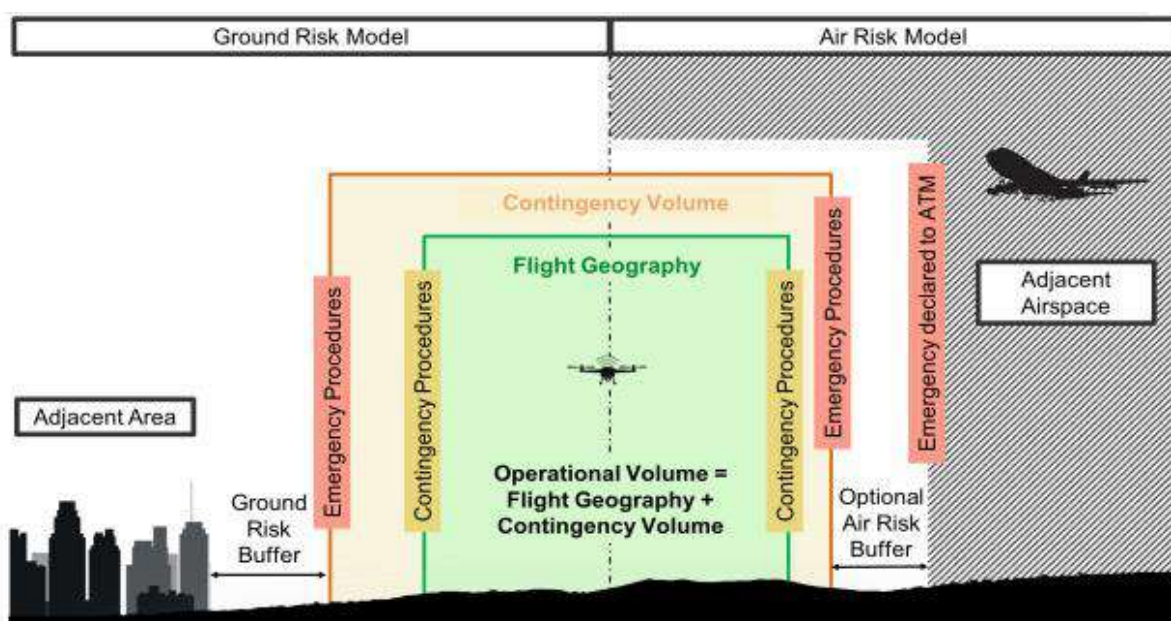 Ground Risk Model
Air Risk Model
Contingency Volume
Flight Geography
Emergency Procedures
Contingency Procedures
Contingency Procedures
Emergency Procedures
Emergency declared to ATM
Adjacent
Airspace
Adjacent Area
Operational Volume =
Flight Geography +
Contingency Volume
Ground
Risk
Buffer
Optional
Air Risk
Buffer